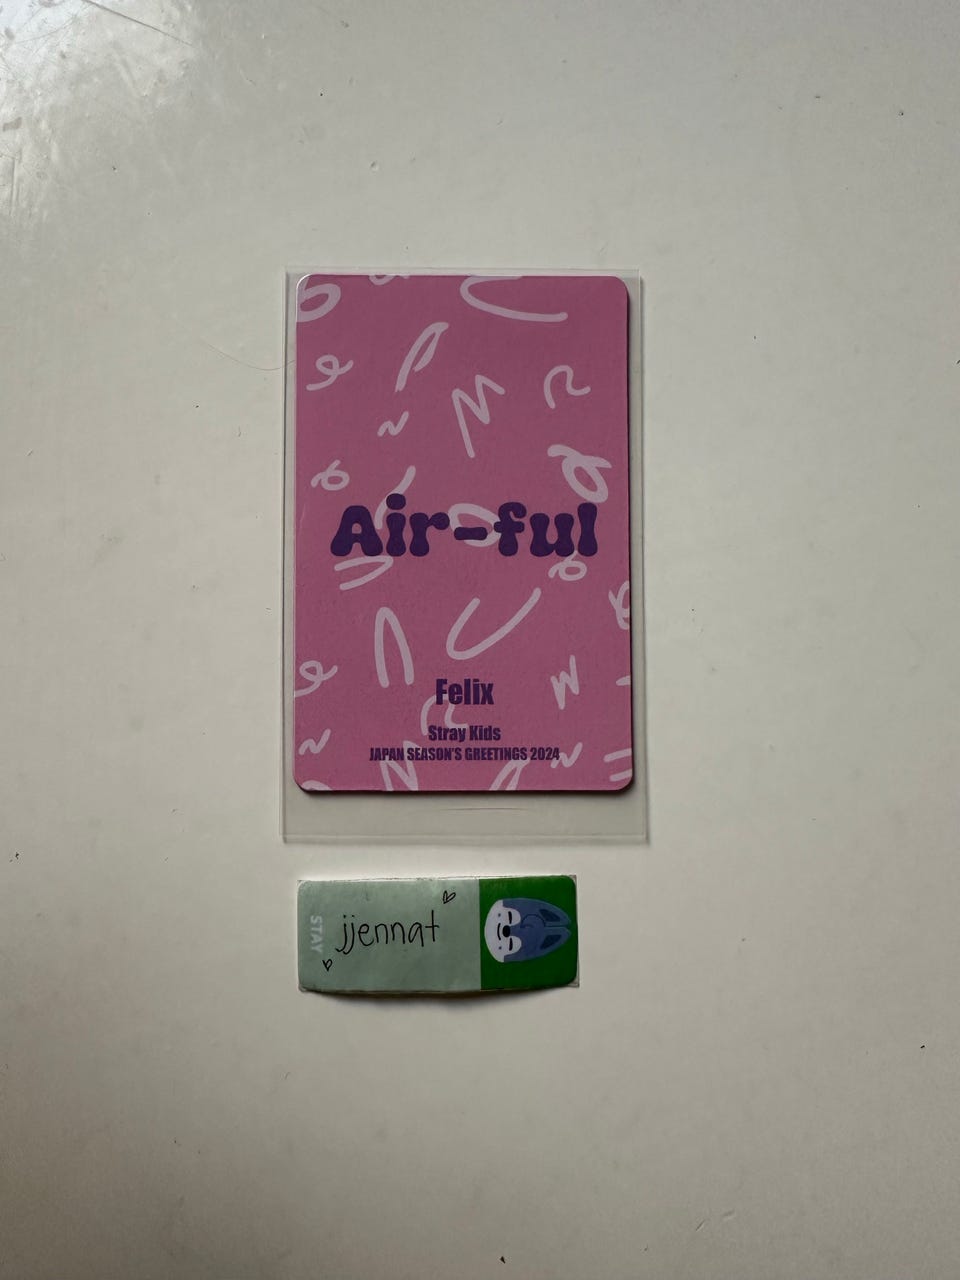 Air-ful
Felix
Stray Kids
JAPAN SEASON'S GREETINGS 2024
STAY
jjennat